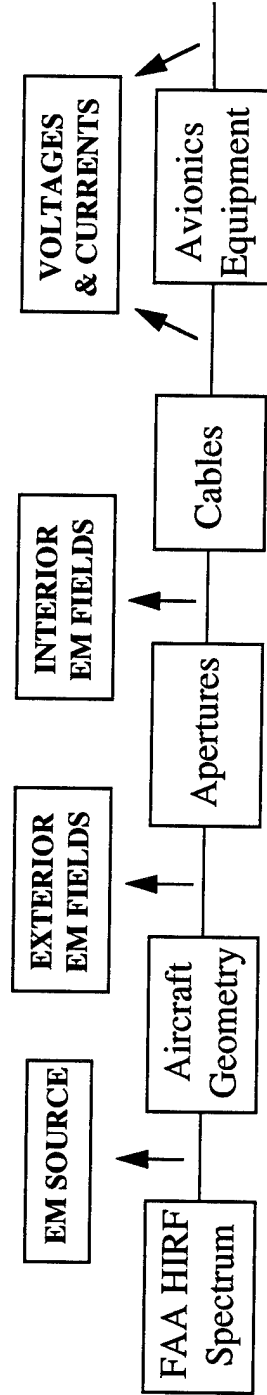 EM SOURCE
EXTERIOR
EM FIELDS
INTERIOR
EM FIELDS
VOLTAGES
& CURRENTS
FAA HIRF
Spectrum
Aircraft
Geometry
Apertures
Cables
Avionics
Equipment